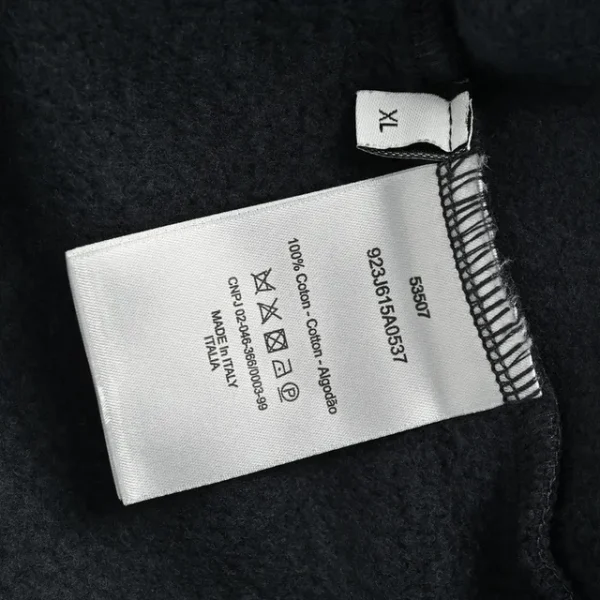 XL
53507
923J615A0537
100% Coton - Cotton - Algodão
P
CNPJ 02-046-366/0003-99
MADE In ITALY
ITALIA